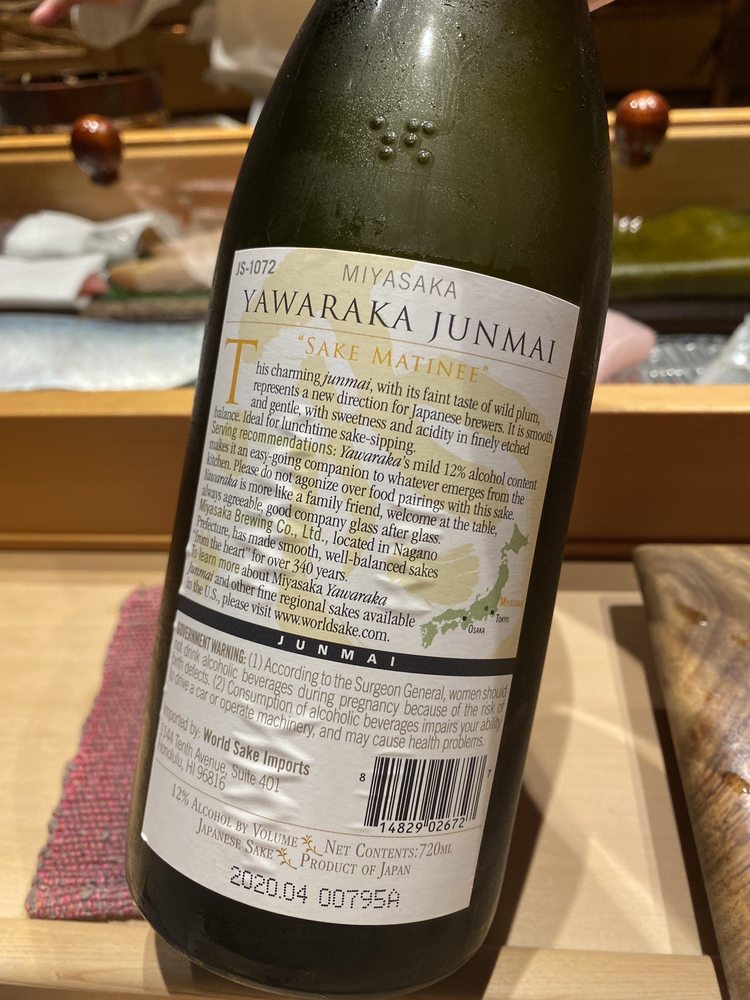 JS-1072
MIYASAKA
YAWARAKA JUNMAI
"SAKE MATINEE"
This charming junmai, with its faint taste of wild plum,
represents a new direction for Japanese brewers. It is smooth
and gentle, with sweetness and acidity in finely etched
balance. Ideal for lunchtime sake-sipping.
Serving recommendations: Yawaraka's mild 12% alcohol content
makes it an easy-going companion to whatever emerges from the
kitchen. Please do not agonize over food pairings with this sake.
Yawaraka is more like a family friend, welcome at the table,
always agreeable, good company glass after glass.
Miyasaka Brewing Co., Ltd., located in Nagano
Prefecture, has made smooth, well-balanced sakes
"from the heart" for over 340 years.
To learn more about Miyasaka Yawaraka
Junmai and other fine regional sakes available
in the U.S., please visit www.worldsake.com.
MIYASAKA
TOKYO
OSAKA
JUNMAI
GOVERNMENT WARNING: (1) According to the Surgeon General, women should
not drink alcoholic beverages during pregnancy because of the risk of
birth defects. (2) Consumption of alcoholic beverages impairs your ability
to drive a car or operate machinery, and may cause health problems.
Imported by: World Sake Imports
1144 Tenth Avenue, Suite 401
Honolulu, HI 96816
8 14829 02672 7
12% ALCOHOL BY VOLUME NET CONTENTS: 720ML
JAPANESE SAKE PRODUCT OF JAPAN
2020.04 00795A